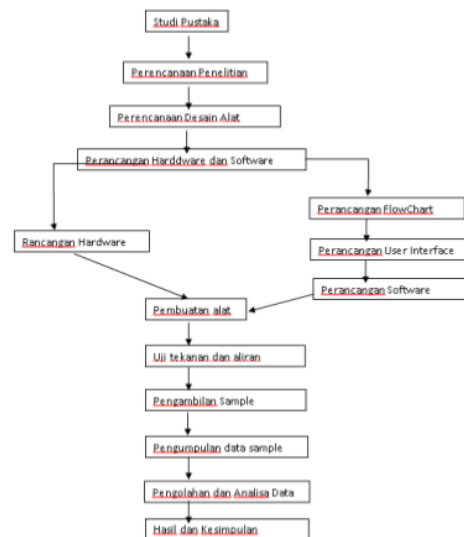 Studi Pustaka
Perencanaan Penelitian
Perencanaan Desain Alat
Perancangan Harddware dan Software
Perancangan FlowChart
Rancangan Hardware
Perancangan User Interface
Perancangan Software
Pembuatan alat
Uji tekanan dan aliran
Pengambilan Sample
Pengumpulan data sample
Pengolahan dan Analisa Data
Hasil dan Kesimpulan